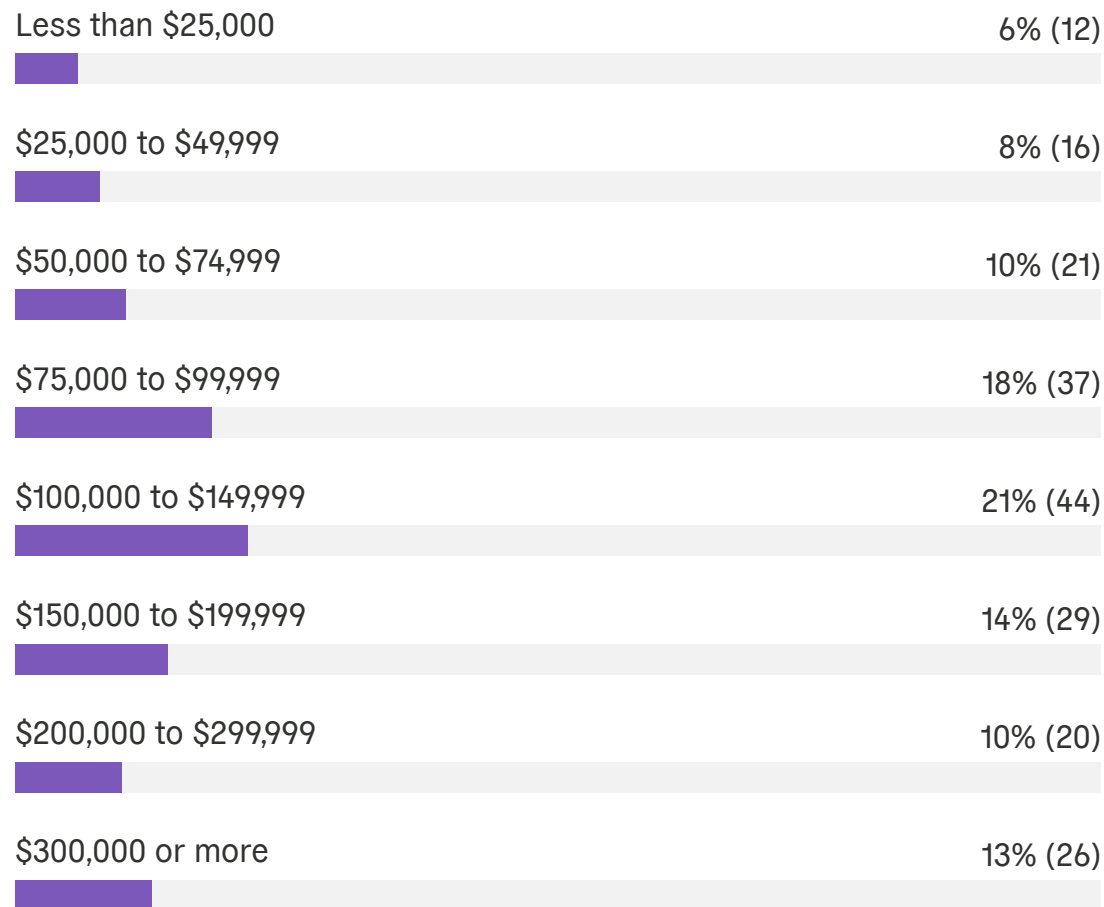 Less than $25,000 6% (12)
$25,000 to $49,999 8% (16)
$50,000 to $74,999 10% (21)
$75,000 to $99,999 18% (37)
$100,000 to $149,999 21% (44)
$150,000 to $199,999 14% (29)
$200,000 to $299,999 10% (20)
$300,000 or more 13% (26)